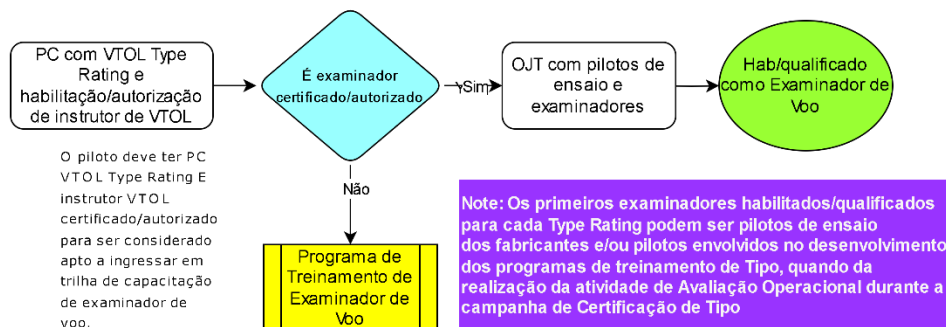 PC com VTOL Type
Rating e
habilitação/autorização
de instrutor de VTOL
É examinador
certificado/autorizado
Sim
OJT com pilotos de
ensaio e
examinadores
Hab/qualificado
como Examinador de
Voo
O piloto deve ter PC
VTOL Type Rating E
instrutor VTOL
certificado/autorizado
para ser considerado
apto a ingressar em
trilha de capacitação
de examinador de
voo.
Não
Programa de
Treinamento de
Examinador de
Voo
Note: Os primeiros examinadores habilitados/qualificados
para cada Type Rating podem ser pilotos de ensaio
dos fabricantes e/ou pilotos envolvidos no desenvolvimento
dos programas de treinamento de Tipo, quando da
realização da atividade de Avaliação Operacional durante a
campanha de Certificação de Tipo